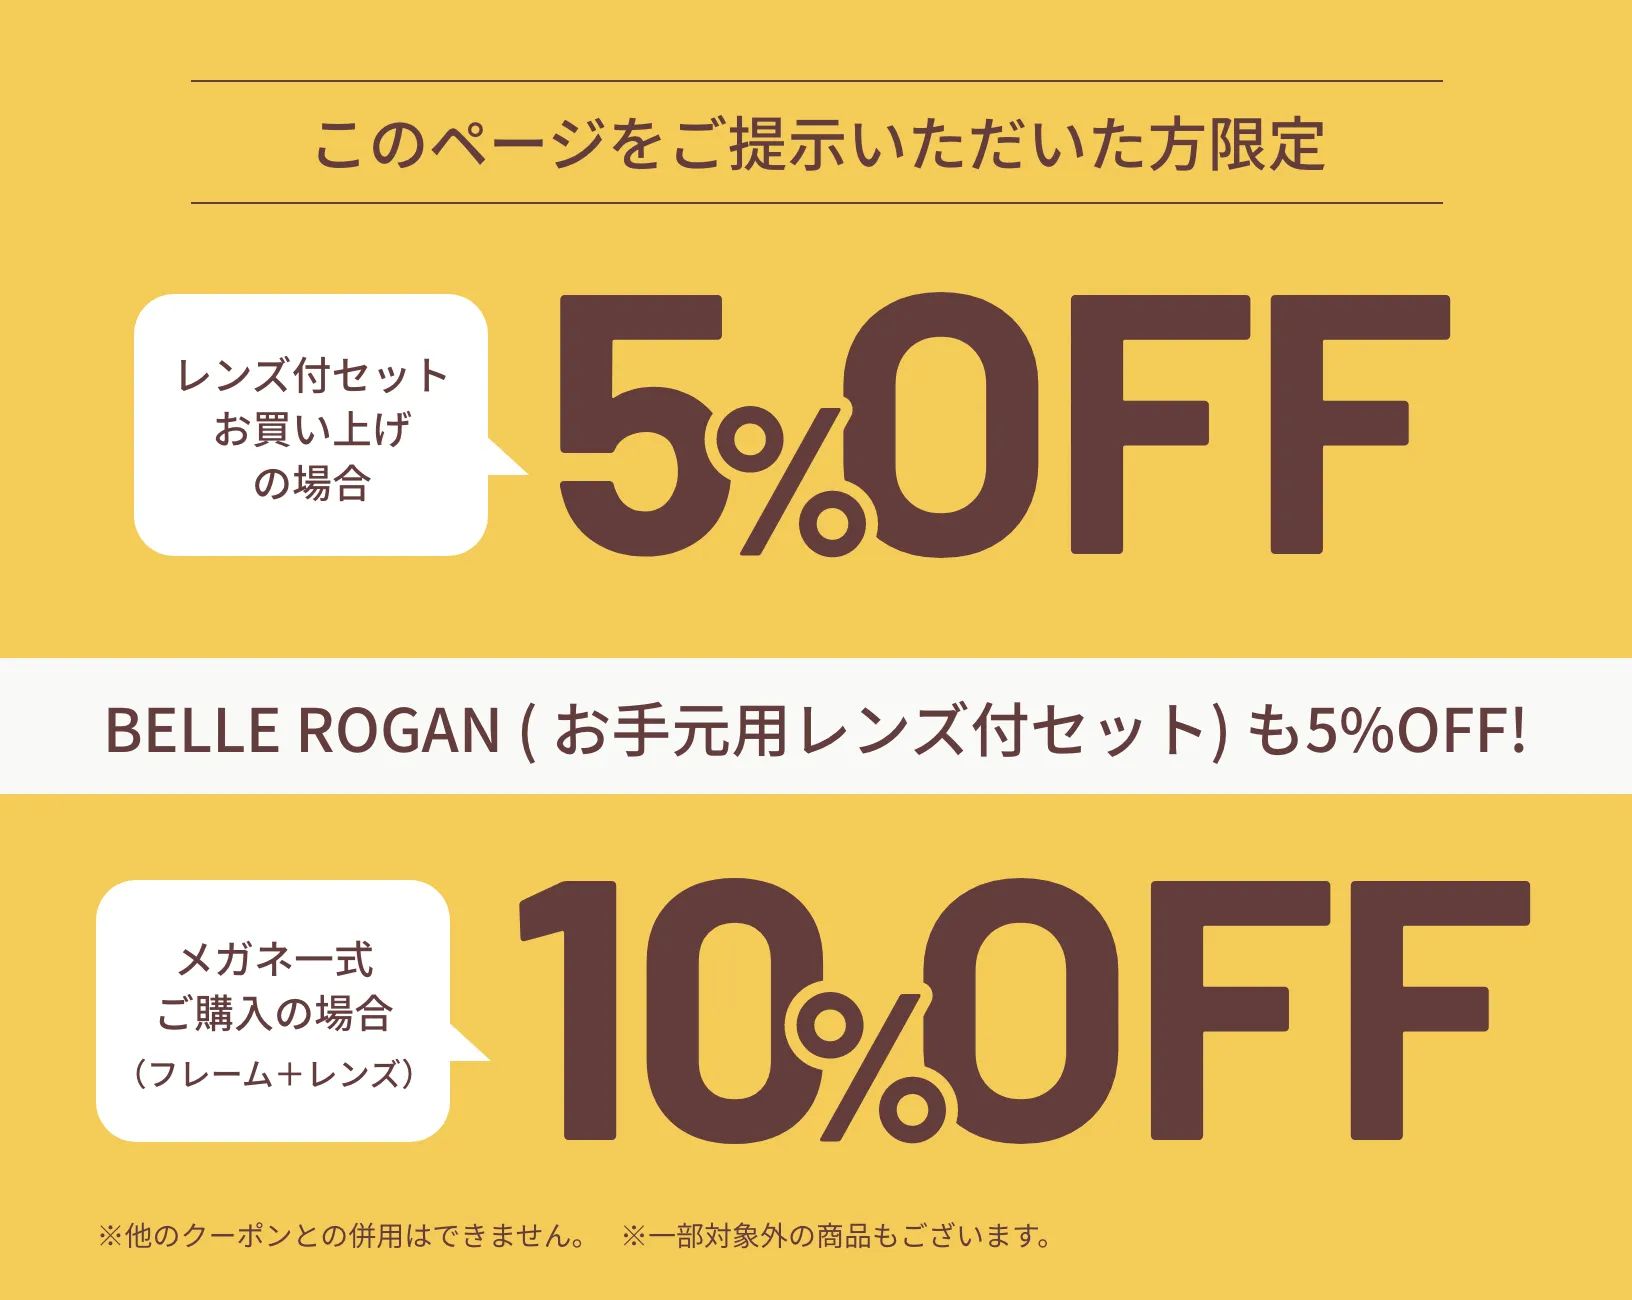 このページをご提示いただいた方限定
レンズ付セット
お買い上げ
の場合
5%OFF
BELLE ROGAN ( お手元用レンズ付セット) も5%OFF!
メガネ一式
ご購入の場合
（フレーム＋レンズ）
10%OFF
※他のクーポンとの併用はできません。 ※一部対象外の商品もございます。